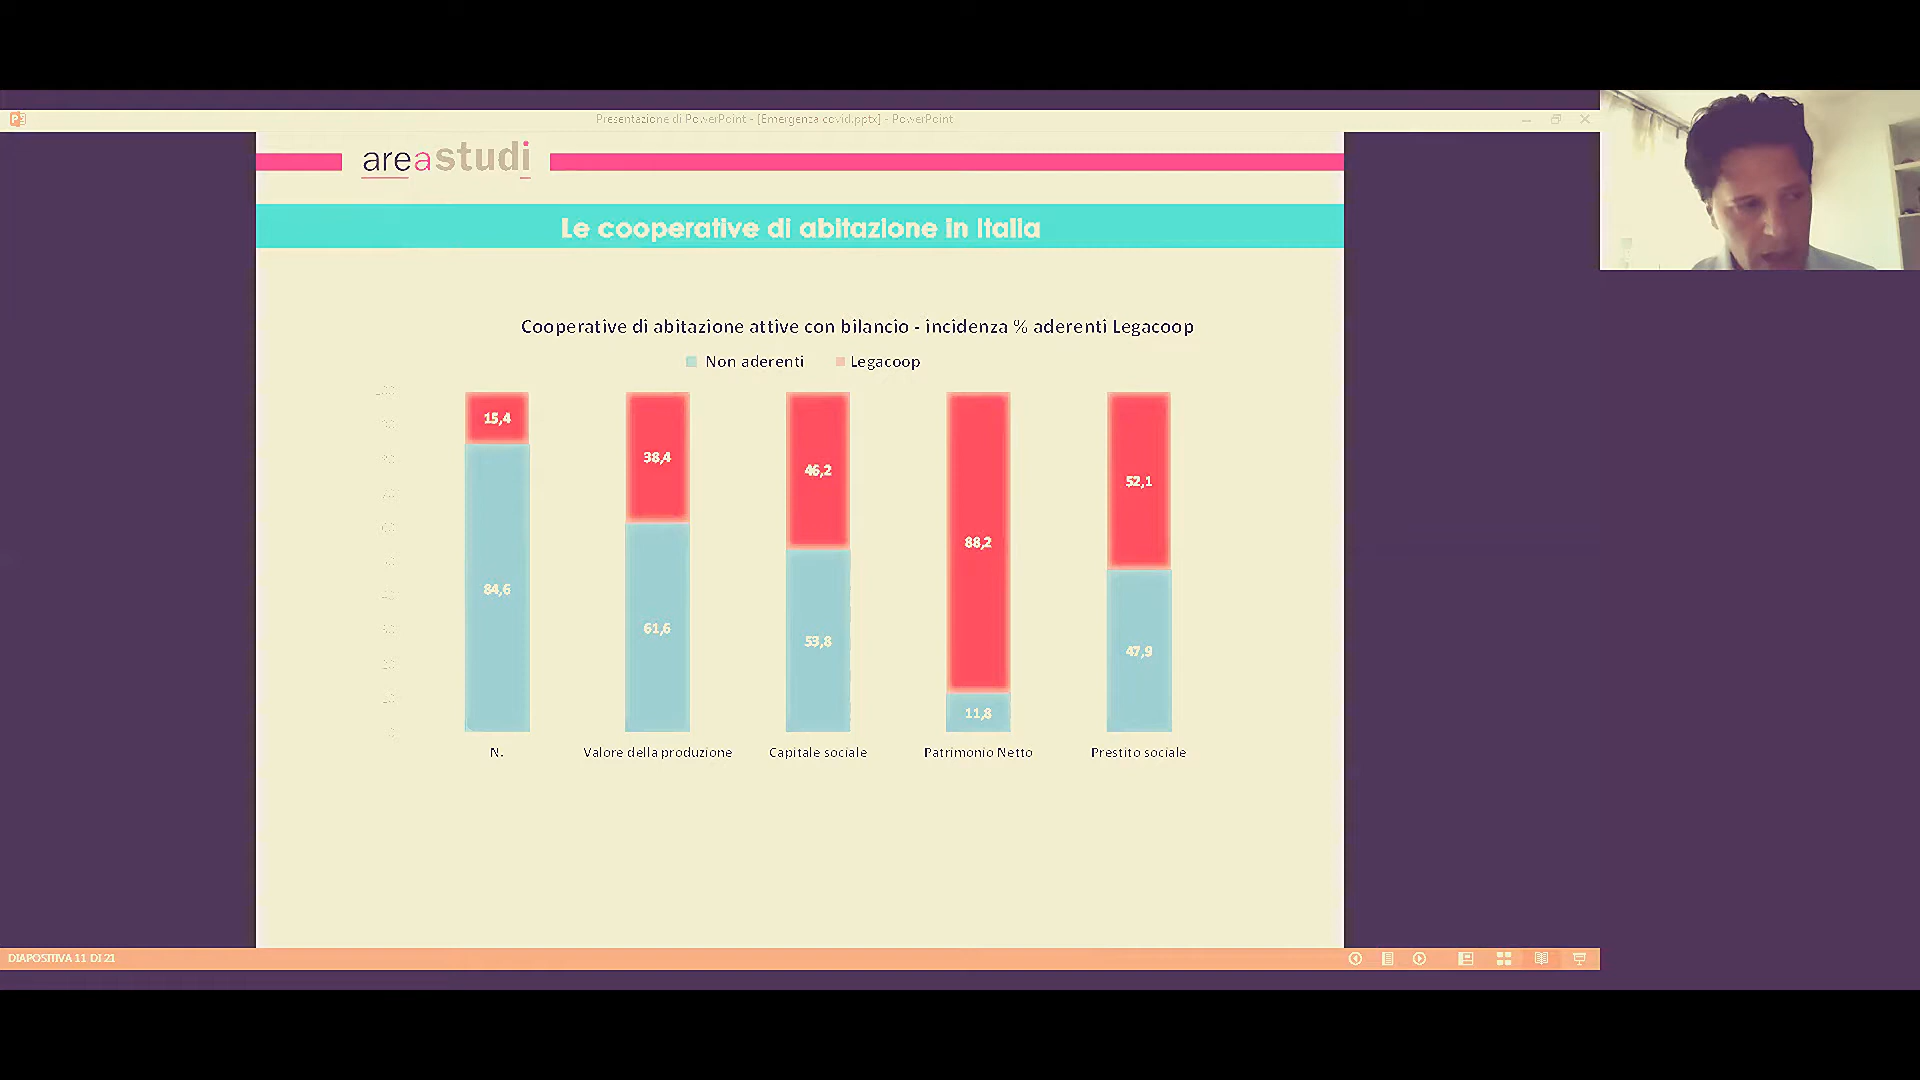 Presentazione di PowerPoint - [Emergenza covid.pptx] - PowerPoint
areastudi
Le cooperative di abitazione in Italia
Cooperative di abitazione attive con bilancio - incidenza % aderenti Legacoop
Non aderenti Legacoop
15,4 38,4 46,2 88,2 52,1
84,6 61,6 53,8 11,8 47,9
N. Valore della produzione Capitale sociale Patrimonio Netto Prestito sociale
DIAPOSITIVA 11 DI 21